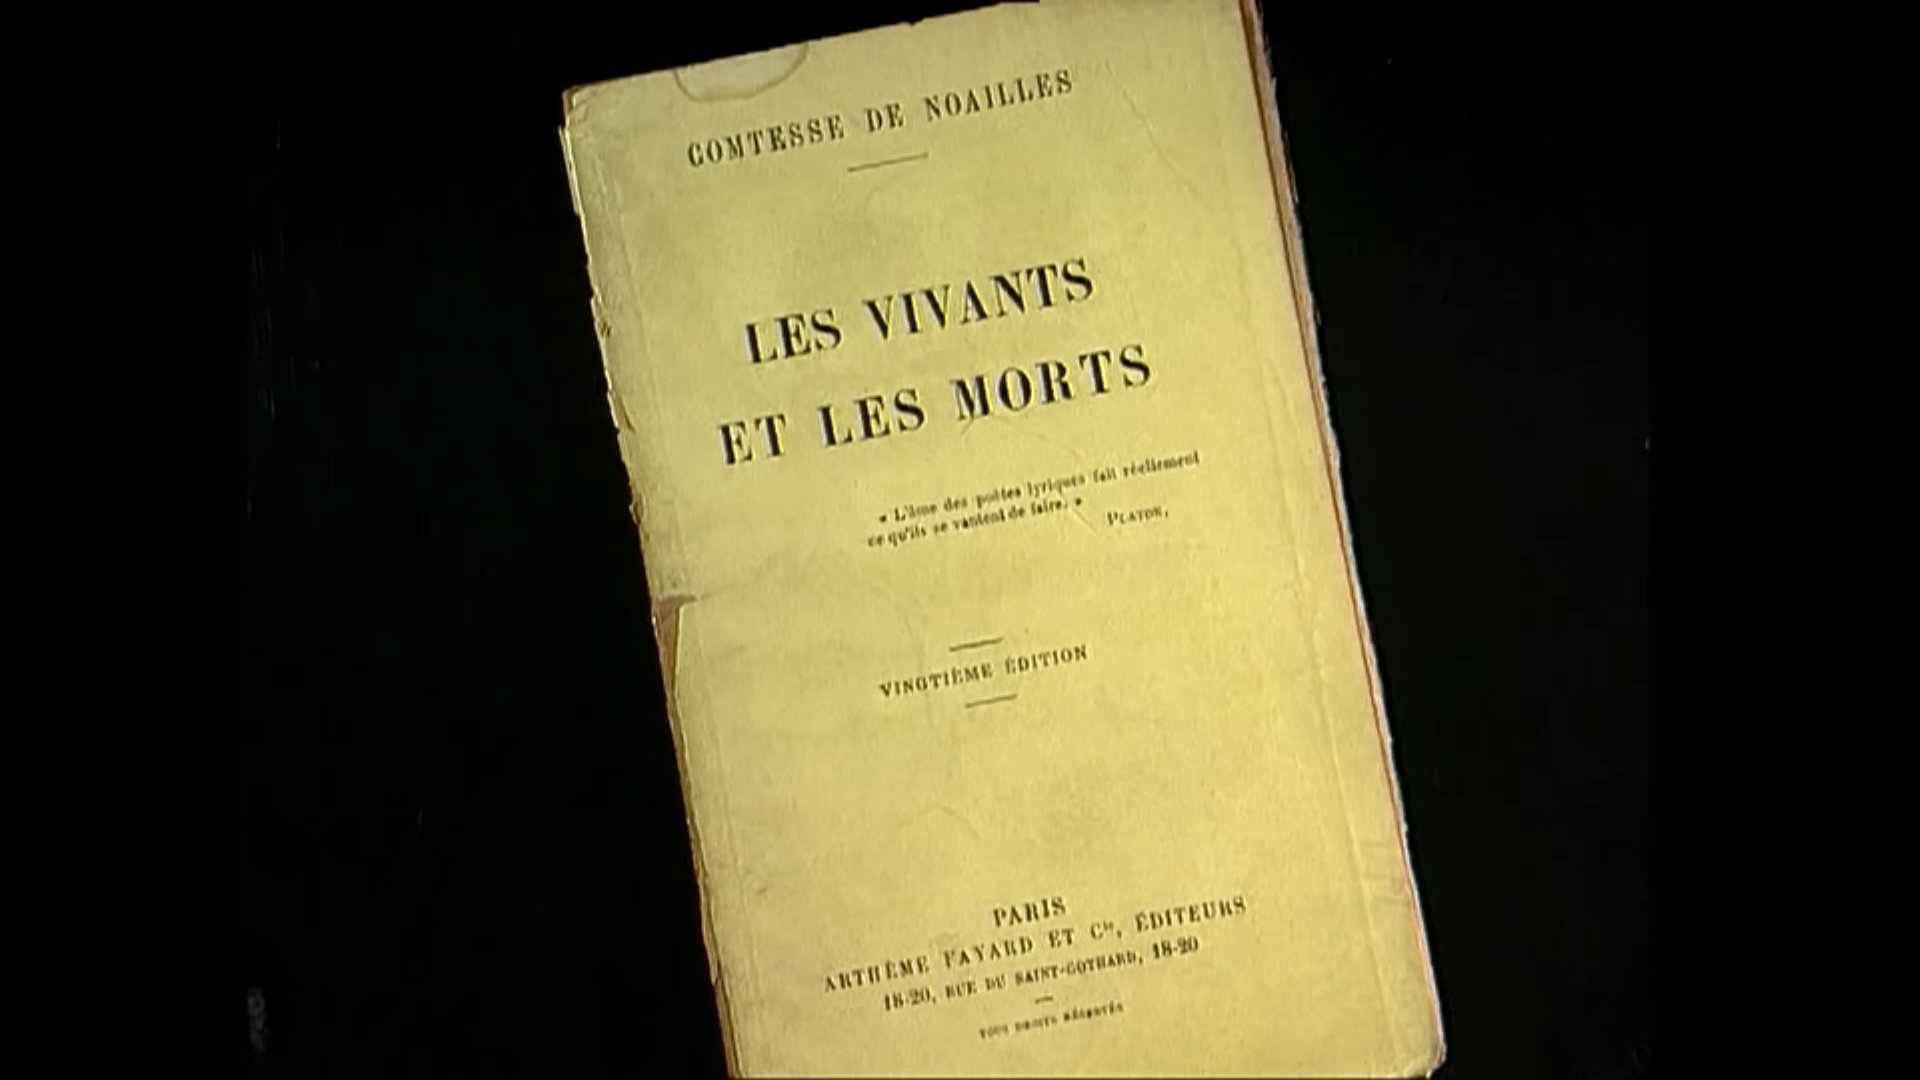 COMTESSE DE NOAILLES
LES VIVANTS
ET LES MORTS
« L'âme des poètes lyriques fait réellement
ce qu'ils se vantent de faire. »
PLATON.
VINGTIÈME ÉDITION
PARIS
ARTHÈME FAYARD ET Cie, ÉDITEURS
18-20, RUE DU SAINT-GOTHARD, 18-20
TOUS DROITS RÉSERVÉS